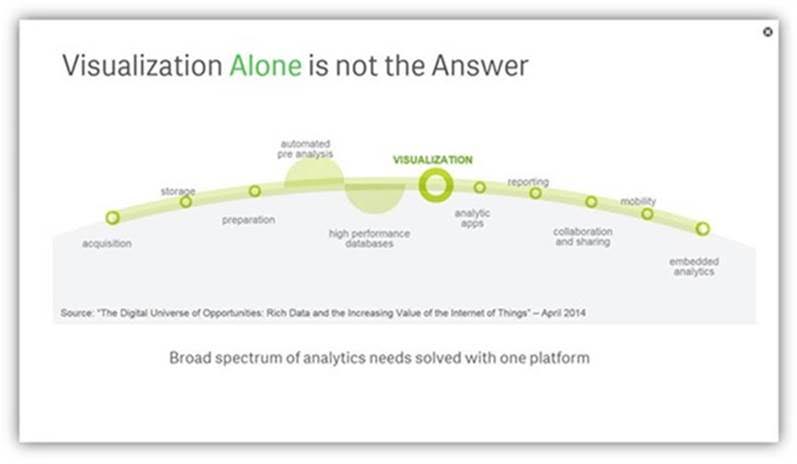 Visualization Alone is not the Answer
automated
pre analysis
VISUALIZATION
storage
reporting
mobility
acquisition
preparation
high performance
databases
analytic
apps
collaboration
and sharing
embedded
analytics
Source: "The Digital Universe of Opportunities: Rich Data and the Increasing Value of the Internet of Things" – April 2014
Broad spectrum of analytics needs solved with one platform